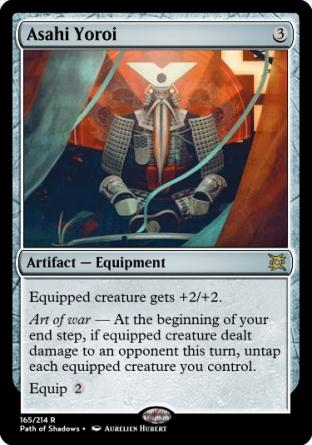 Asahi Yoroi 3
Artifact — Equipment
Equipped creature gets +2/+2.
Art of war — At the beginning of your
end step, if equipped creature dealt
damage to an opponent this turn, untap
each equipped creature you control.
Equip 2
165/214 R
Path of Shadows • Aurelien Hubert